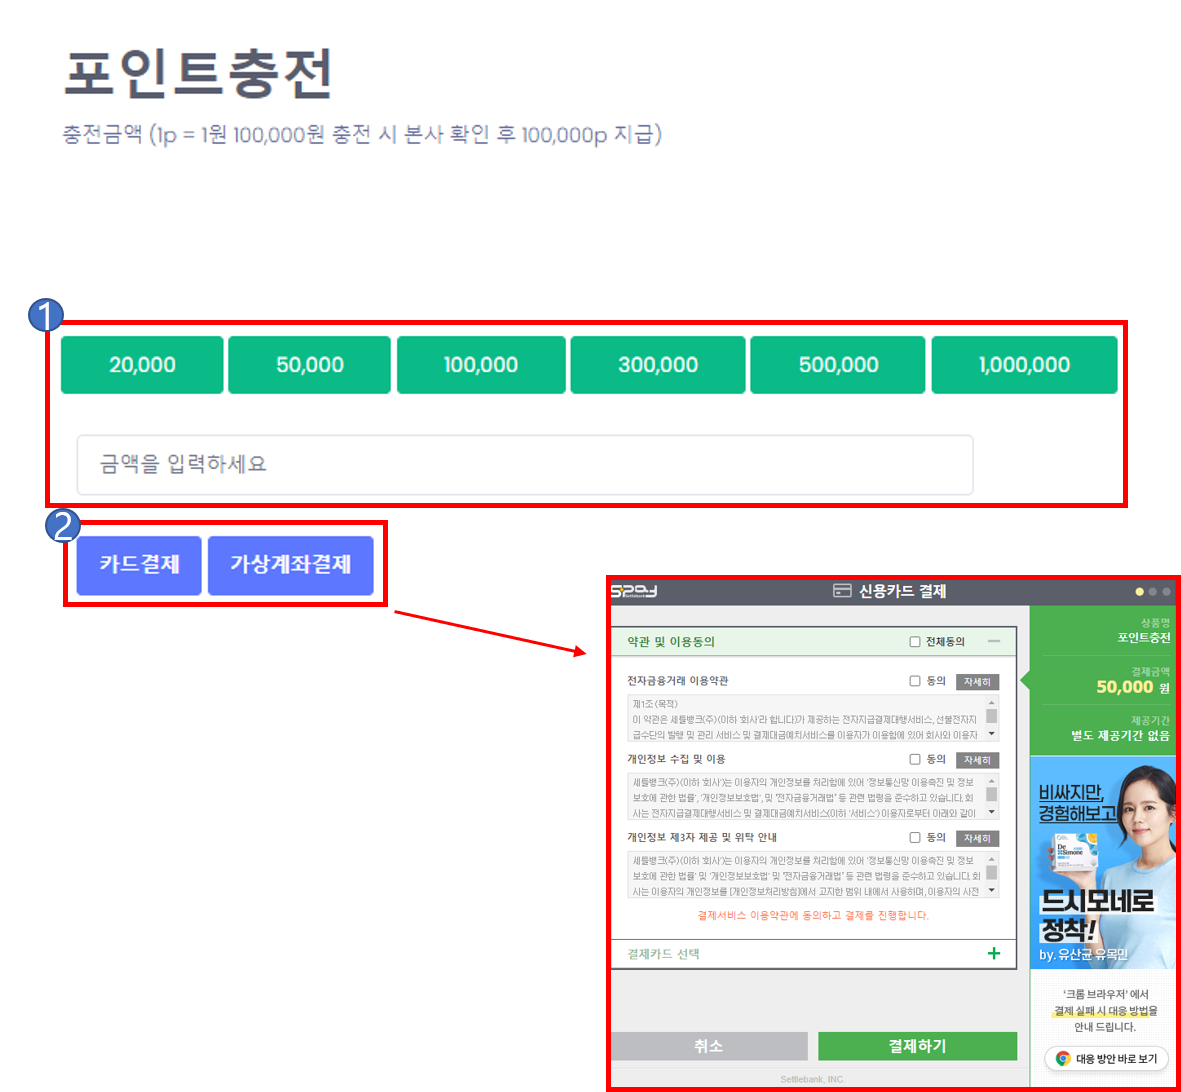 포인트충전
충전금액 (1p = 1원 100,000원 충전 시 본사 확인 후 100,000p 지급)
1
20,000 50,000 100,000 300,000 500,000 1,000,000
금액을 입력하세요
2
카드결제 가상계좌결제
SPay
Settlebank
신용카드 결제
약관 및 이용동의 전체동의
전자금융거래 이용약관 동의 자세히
제1조 (목적)
이 약관은 세틀뱅크(주)(이하 '회사'라 합니다)가 제공하는 전자지급결제대행서비스, 선불전자지
급수단의 발행 및 관리 서비스 및 결제대금예치서비스를 이용자가 이용함에 있어 회사와 이용자
개인정보 수집 및 이용 동의 자세히
세틀뱅크(주)(이하 '회사')는 이용자의 개인정보를 처리함에 있어 '정보통신망 이용촉진 및 정보
보호에 관한 법률', '개인정보보호법', 및 '전자금융거래법' 등 관련 법령을 준수하고 있습니다. 회
사는 전자지급결제대행서비스 및 결제대금예치서비스(이하 '서비스') 이용자로부터 아래와 같이
개인정보 제3자 제공 및 위탁 안내 동의 자세히
세틀뱅크(주)(이하 '회사')는 이용자의 개인정보를 처리함에 있어 '정보통신망 이용촉진 및 정보
보호에 관한 법률' 및 '개인정보보호법' 및 '전자금융거래법' 등 관련 법령을 준수하고 있습니다. 회
사는 이용자의 개인정보를 [개인정보처리방침]에서 고지한 범위 내에서 사용하며, 이용자의 사전
결제서비스 이용약관에 동의하고 결제를 진행합니다.
결제카드 선택
취소 결제하기
Settlebank, INC.
상품명
포인트충전
결제금액
50,000 원
제공기간
별도 제공기간 없음
비싸지만,
경험해보고
De
Simone
드시모네로
정착!
by. 유산균 유목민
'크롬 브라우저' 에서
결제 실패 시 대응 방법을
안내 드립니다.
대응 방안 바로 보기